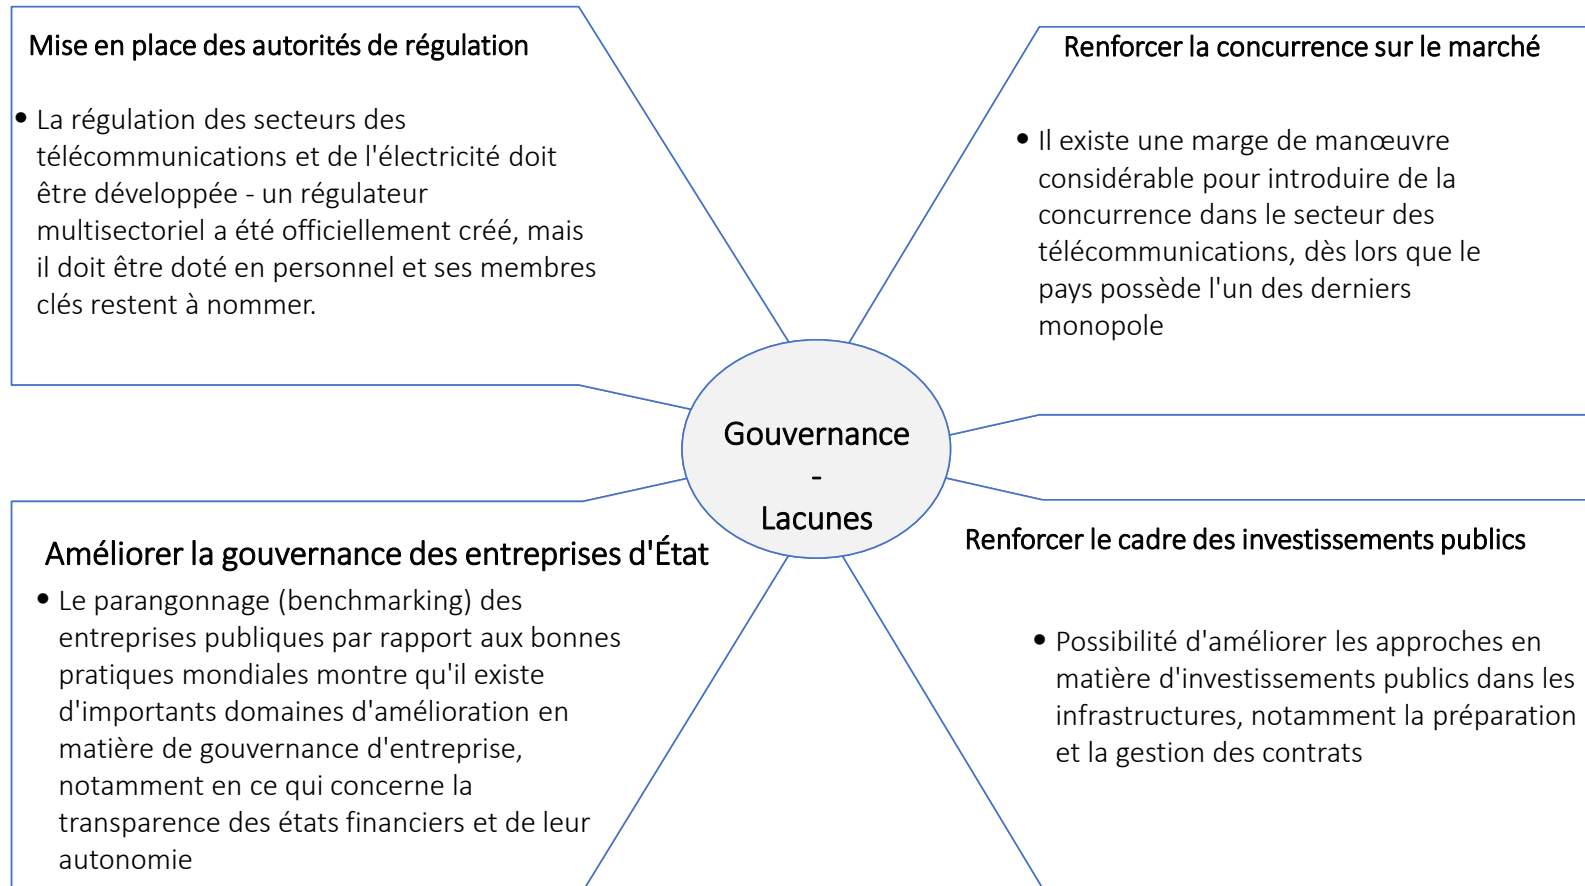 Mise en place des autorités de régulation
• La régulation des secteurs des
télécommunications et de l'électricité doit
être développée - un régulateur
multisectoriel a été officiellement créé, mais
il doit être doté en personnel et ses membres
clés restent à nommer.
Renforcer la concurrence sur le marché
• Il existe une marge de manœuvre
considérable pour introduire de la
concurrence dans le secteur des
télécommunications, dès lors que le
pays possède l'un des derniers
monopole
Gouvernance
-
Lacunes
Améliorer la gouvernance des entreprises d'État
• Le parangonnage (benchmarking) des
entreprises publiques par rapport aux bonnes
pratiques mondiales montre qu'il existe
d'importants domaines d'amélioration en
matière de gouvernance d'entreprise,
notamment en ce qui concerne la
transparence des états financiers et de leur
autonomie
Renforcer le cadre des investissements publics
• Possibilité d'améliorer les approches en
matière d'investissements publics dans les
infrastructures, notamment la préparation
et la gestion des contrats